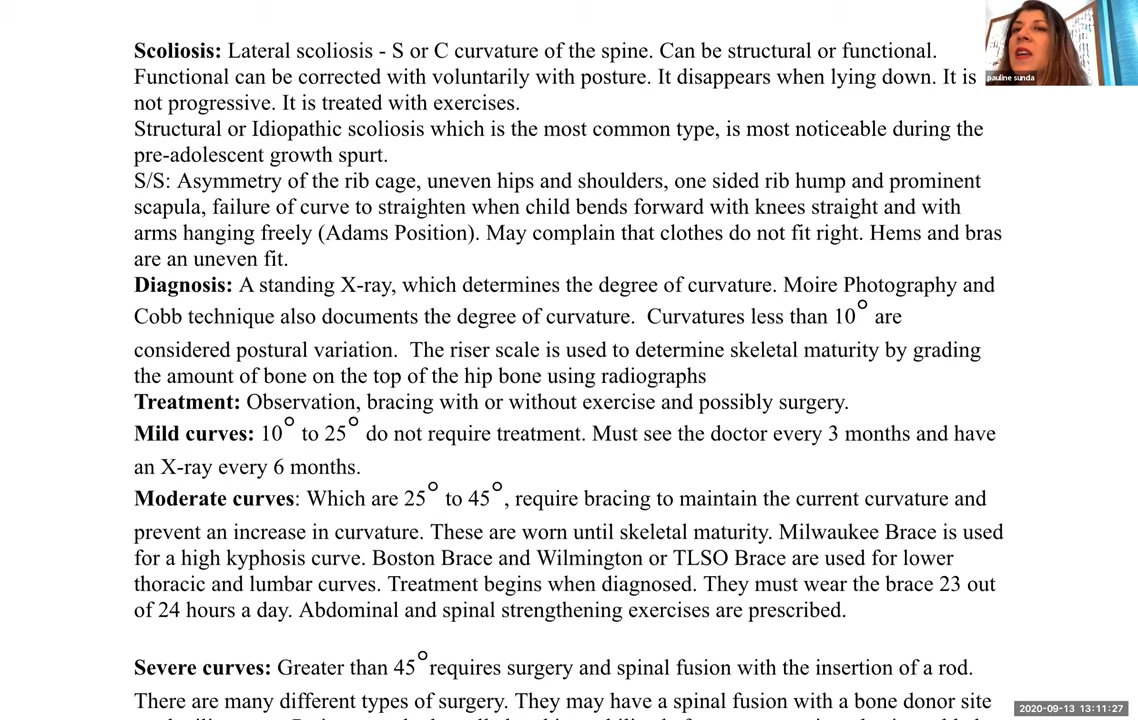 Scoliosis: Lateral scoliosis - S or C curvature of the spine. Can be structural or functional.
Functional can be corrected with voluntarily with posture. It disappears when lying down. It is
not progressive. It is treated with exercises.
Structural or Idiopathic scoliosis which is the most common type, is most noticeable during the
pre-adolescent growth spurt.
S/S: Asymmetry of the rib cage, uneven hips and shoulders, one sided rib hump and prominent
scapula, failure of curve to straighten when child bends forward with knees straight and with
arms hanging freely (Adams Position). May complain that clothes do not fit right. Hems and bras
are an uneven fit.
Diagnosis: A standing X-ray, which determines the degree of curvature. Moire Photography and
Cobb technique also documents the degree of curvature.  Curvatures less than 10° are
considered postural variation.  The riser scale is used to determine skeletal maturity by grading
the amount of bone on the top of the hip bone using radiographs
Treatment: Observation, bracing with or without exercise and possibly surgery.
Mild curves: 10° to 25° do not require treatment. Must see the doctor every 3 months and have
an X-ray every 6 months.
Moderate curves: Which are 25° to 45°, require bracing to maintain the current curvature and
prevent an increase in curvature. These are worn until skeletal maturity. Milwaukee Brace is used
for a high kyphosis curve. Boston Brace and Wilmington or TLSO Brace are used for lower
thoracic and lumbar curves. Treatment begins when diagnosed. They must wear the brace 23 out
of 24 hours a day. Abdominal and spinal strengthening exercises are prescribed.
Severe curves: Greater than 45° requires surgery and spinal fusion with the insertion of a rod.
There are many different types of surgery. They may have a spinal fusion with a bone donor site
pauline sunda
2020-09-13 13:11:27